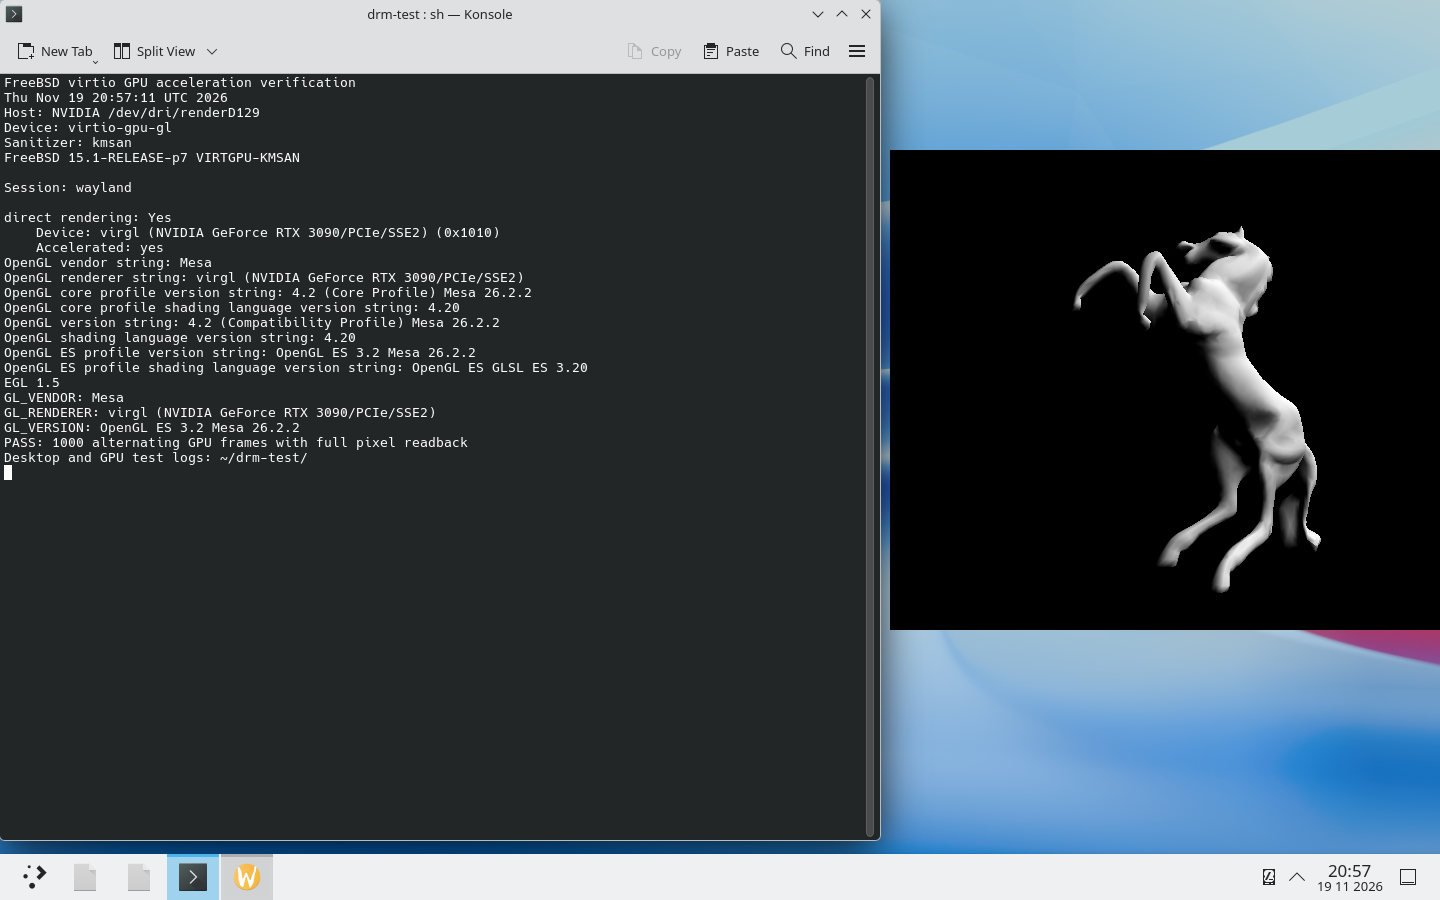 drm-test : sh — Konsole
New Tab
Split View
Copy
Paste
Find
FreeBSD virtio GPU acceleration verification
Thu Nov 19 20:57:11 UTC 2026
Host: NVIDIA /dev/dri/renderD129
Device: virtio-gpu-gl
Sanitizer: kmsan
FreeBSD 15.1-RELEASE-p7 VIRTGPU-KMSAN
Session: wayland
direct rendering: Yes
    Device: virgl (NVIDIA GeForce RTX 3090/PCIe/SSE2) (0x1010)
    Accelerated: yes
OpenGL vendor string: Mesa
OpenGL renderer string: virgl (NVIDIA GeForce RTX 3090/PCIe/SSE2)
OpenGL core profile version string: 4.2 (Core Profile) Mesa 26.2.2
OpenGL core profile shading language version string: 4.20
OpenGL version string: 4.2 (Compatibility Profile) Mesa 26.2.2
OpenGL shading language version string: 4.20
OpenGL ES profile version string: OpenGL ES 3.2 Mesa 26.2.2
OpenGL ES profile shading language version string: OpenGL ES GLSL ES 3.20
EGL 1.5
GL_VENDOR: Mesa
GL_RENDERER: virgl (NVIDIA GeForce RTX 3090/PCIe/SSE2)
GL_VERSION: OpenGL ES 3.2 Mesa 26.2.2
PASS: 1000 alternating GPU frames with full pixel readback
Desktop and GPU test logs: ~/drm-test/
W
20:57
19 11 2026